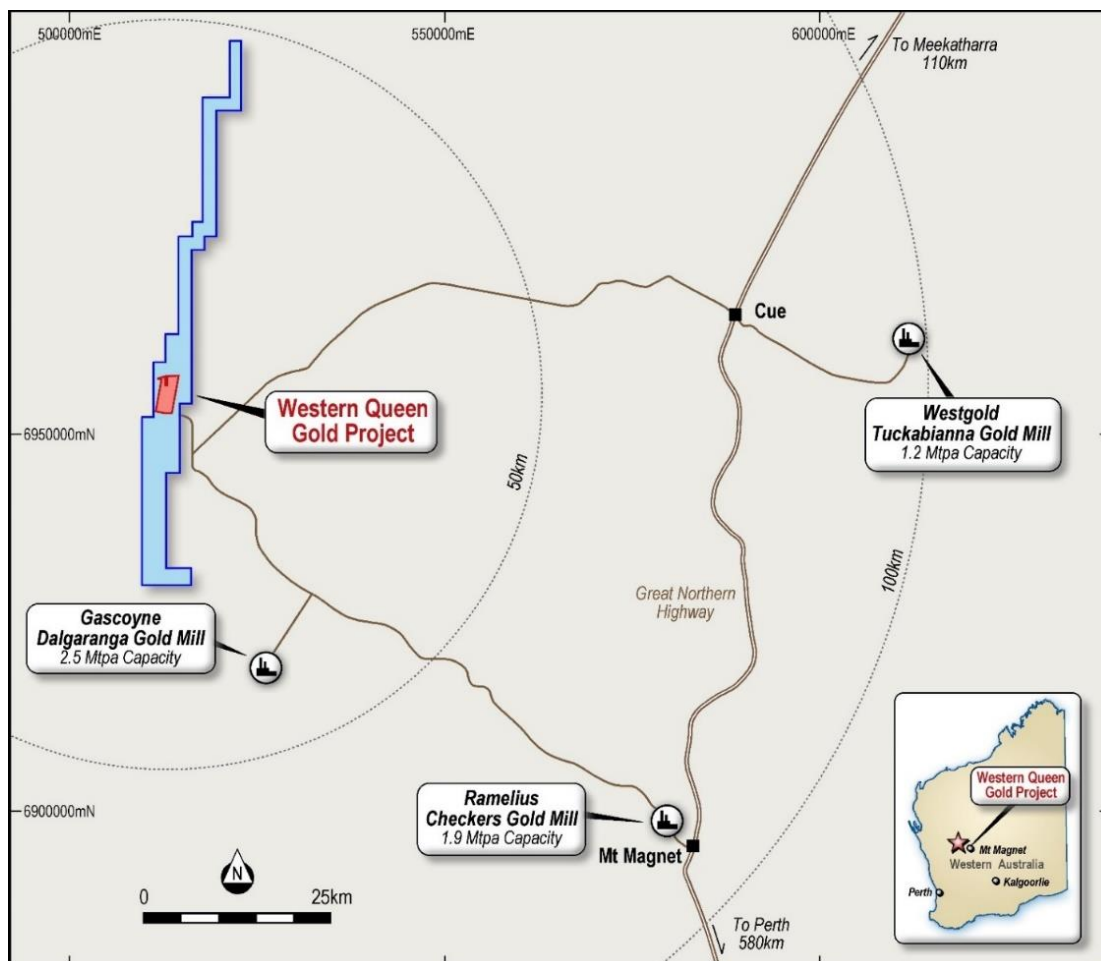 500000mE
550000mE
600000mE
To Meekatharra
110km
Cue
Western Queen
Gold Project
Westgold
Tuckabianna Gold Mill
1.2 Mtpa Capacity
6950000mN
50km
100km
Great Northern
Highway
Gascoyne
Dalgaranga Gold Mill
2.5 Mtpa Capacity
6900000mN
Ramelius
Checkers Gold Mill
1.9 Mtpa Capacity
Mt Magnet
N
0
25km
To Perth
580km
Western Queen
Gold Project
Mt Magnet
Western Australia
Kalgoorlie
Perth